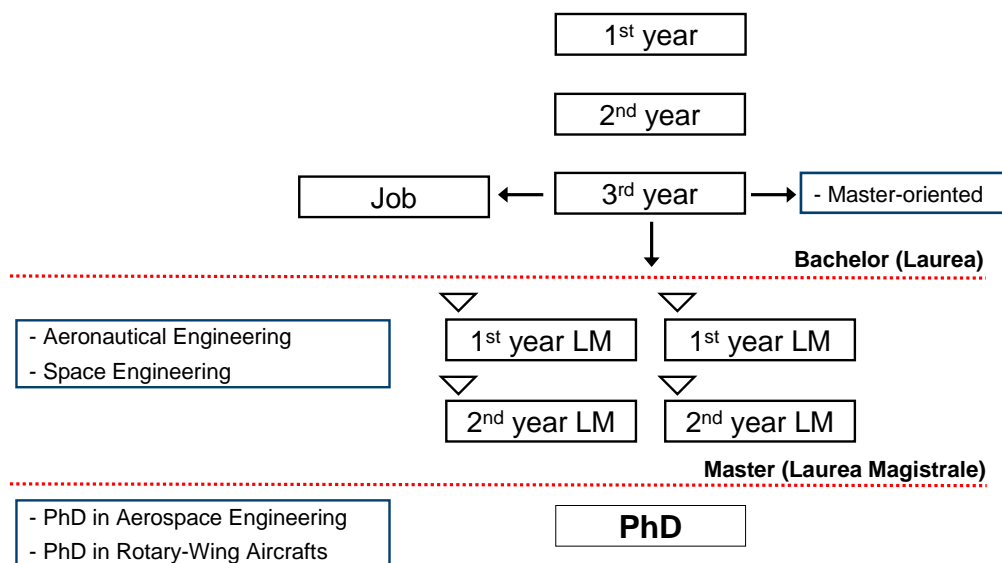 1st year
2nd year
Job
3rd year
- Master-oriented
Bachelor (Laurea)
- Aeronautical Engineering
- Space Engineering
1st year LM
1st year LM
2nd year LM
2nd year LM
Master (Laurea Magistrale)
- PhD in Aerospace Engineering
- PhD in Rotary-Wing Aircrafts
PhD